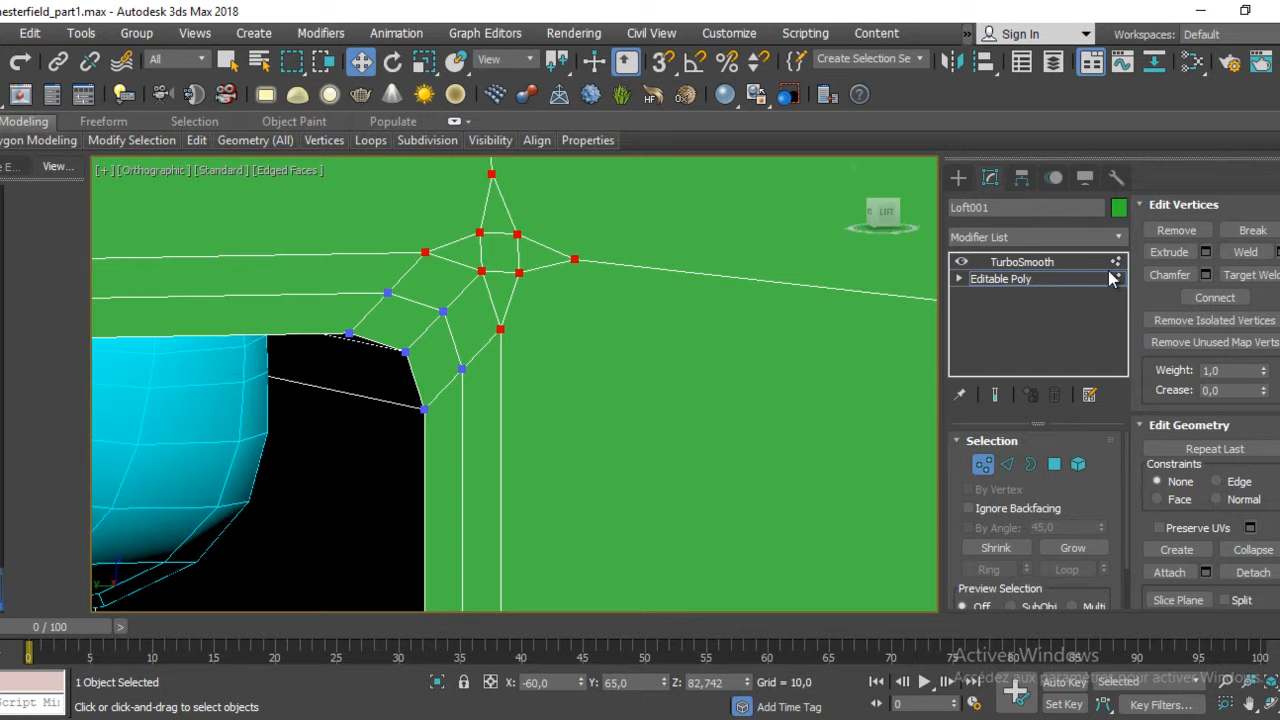 esterfield_part1.max - Autodesk 3ds Max 2018
Edit Tools Group Views Create Modifiers Animation Graph Editors Rendering Civil View Customize Scripting Content » Sign In Workspaces: Default
All View Create Selection Se
Modeling Freeform Selection Object Paint Populate
ygon Modeling Modify Selection Edit Geometry (All) Vertices Loops Subdivision Visibility Align Properties
e E... View...
[+] [Orthographic] [Standard] [Edged Faces]
LEFT
Loft001
Modifier List
TurboSmooth
Editable Poly
Edit Vertices
Remove Break
Extrude Weld
Chamfer Target Weld
Connect
Remove Isolated Vertices
Remove Unused Map Verts
Weight: 1,0
Crease: 0,0
Selection
By Vertex
Ignore Backfacing
By Angle: 45,0
Shrink Grow
Ring Loop
Preview Selection
Off SubObj Multi
Edit Geometry
Repeat Last
Constraints
None Edge
Face Normal
Preserve UVs
Create Collapse
Attach Detach
Slice Plane Split
0 / 100 >
0 5 10 15 20 25 30 35 40 45 50 55 60 65 70 75 80 85 90 95 100
Activer Windows
Accédez aux paramètres pour activer Windows.
1 Object Selected X: -60,0 Y: 65,0 Z: 82,742 Grid = 10,0 Auto Key Selected
Script Min Click or click-and-drag to select objects Add Time Tag 0 Set Key Key Filters...